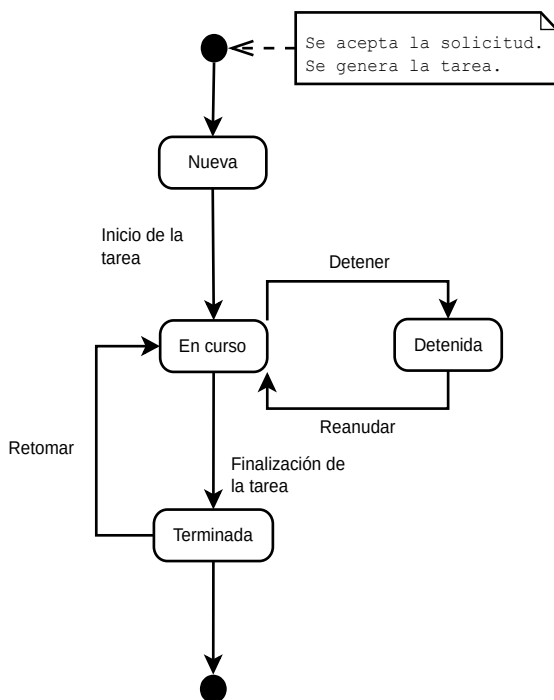 Se acepta la solicitud.
Se genera la tarea.
Nueva
Inicio de la
tarea
Detener
En curso
Detenida
Reanudar
Retomar
Finalización de
la tarea
Terminada